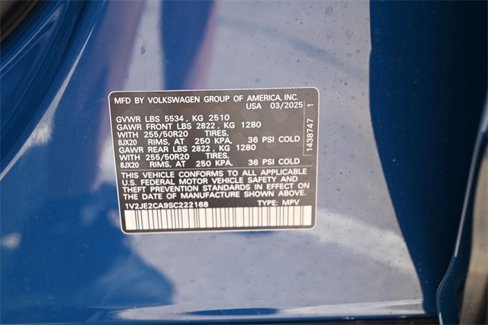 MFD BY VOLKSWAGEN GROUP OF AMERICA, INC.
USA 03/2025
GVWR LBS 5534 , KG 2510
GAWR FRONT LBS 2822 , KG 1280
WITH 255/50R20 TIRES,
8JX20 RIMS, AT 250 KPA. 36 PSI COLD
GAWR REAR LBS 2822, KG 1280
WITH 255/50R20 TIRES,
8JX20 RIMS, AT 250 KPA. 36 PSI COLD
THIS VEHICLE CONFORMS TO ALL APPLICABLE
U.S. FEDERAL MOTOR VEHICLE SAFETY AND
THEFT PREVENTION STANDARDS IN EFFECT ON
THE DATE OF MANUFACTURE SHOWN ABOVE.
1V2JE2CA9SC222168 TYPE: MPV
1438747 1